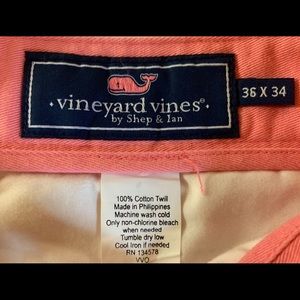 vineyard vines®
by Shep & Ian
36 X 34
100% Cotton Twill
Made in Philippines
Machine wash cold
Only non-chlorine bleach
when needed
Tumble dry low
Cool Iron if needed
RN 134578
VVO